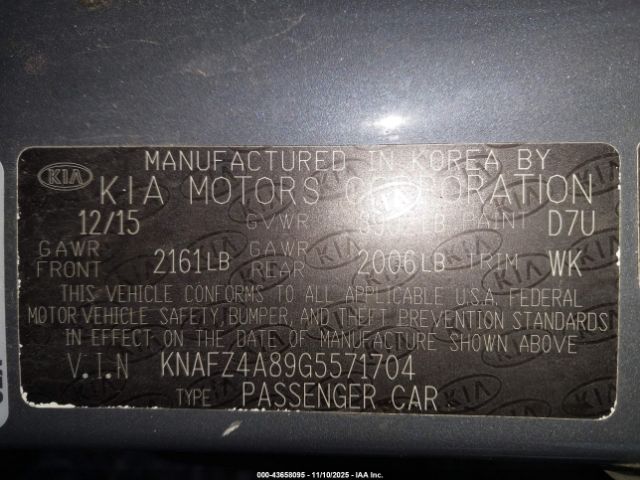 MANUFACTURED IN KOREA BY
KIA KIA MOTORS CORPORATION
12/15 GVWR LB PAINT D7U
GAWR FRONT 2161LB GAWR REAR 2006LB TRIM WK
THIS VEHICLE CONFORMS TO ALL APPLICABLE U.S.A. FEDERAL
MOTOR VEHICLE SAFETY, BUMPER, AND THEFT PREVENTION STANDARDS
IN EFFECT ON THE DATE OF MANUFACTURE SHOWN ABOVE
V.I.N KNAFZ4A89G5571704
TYPE PASSENGER CAR
000-43658095 - 11/10/2025 - IAA Inc.